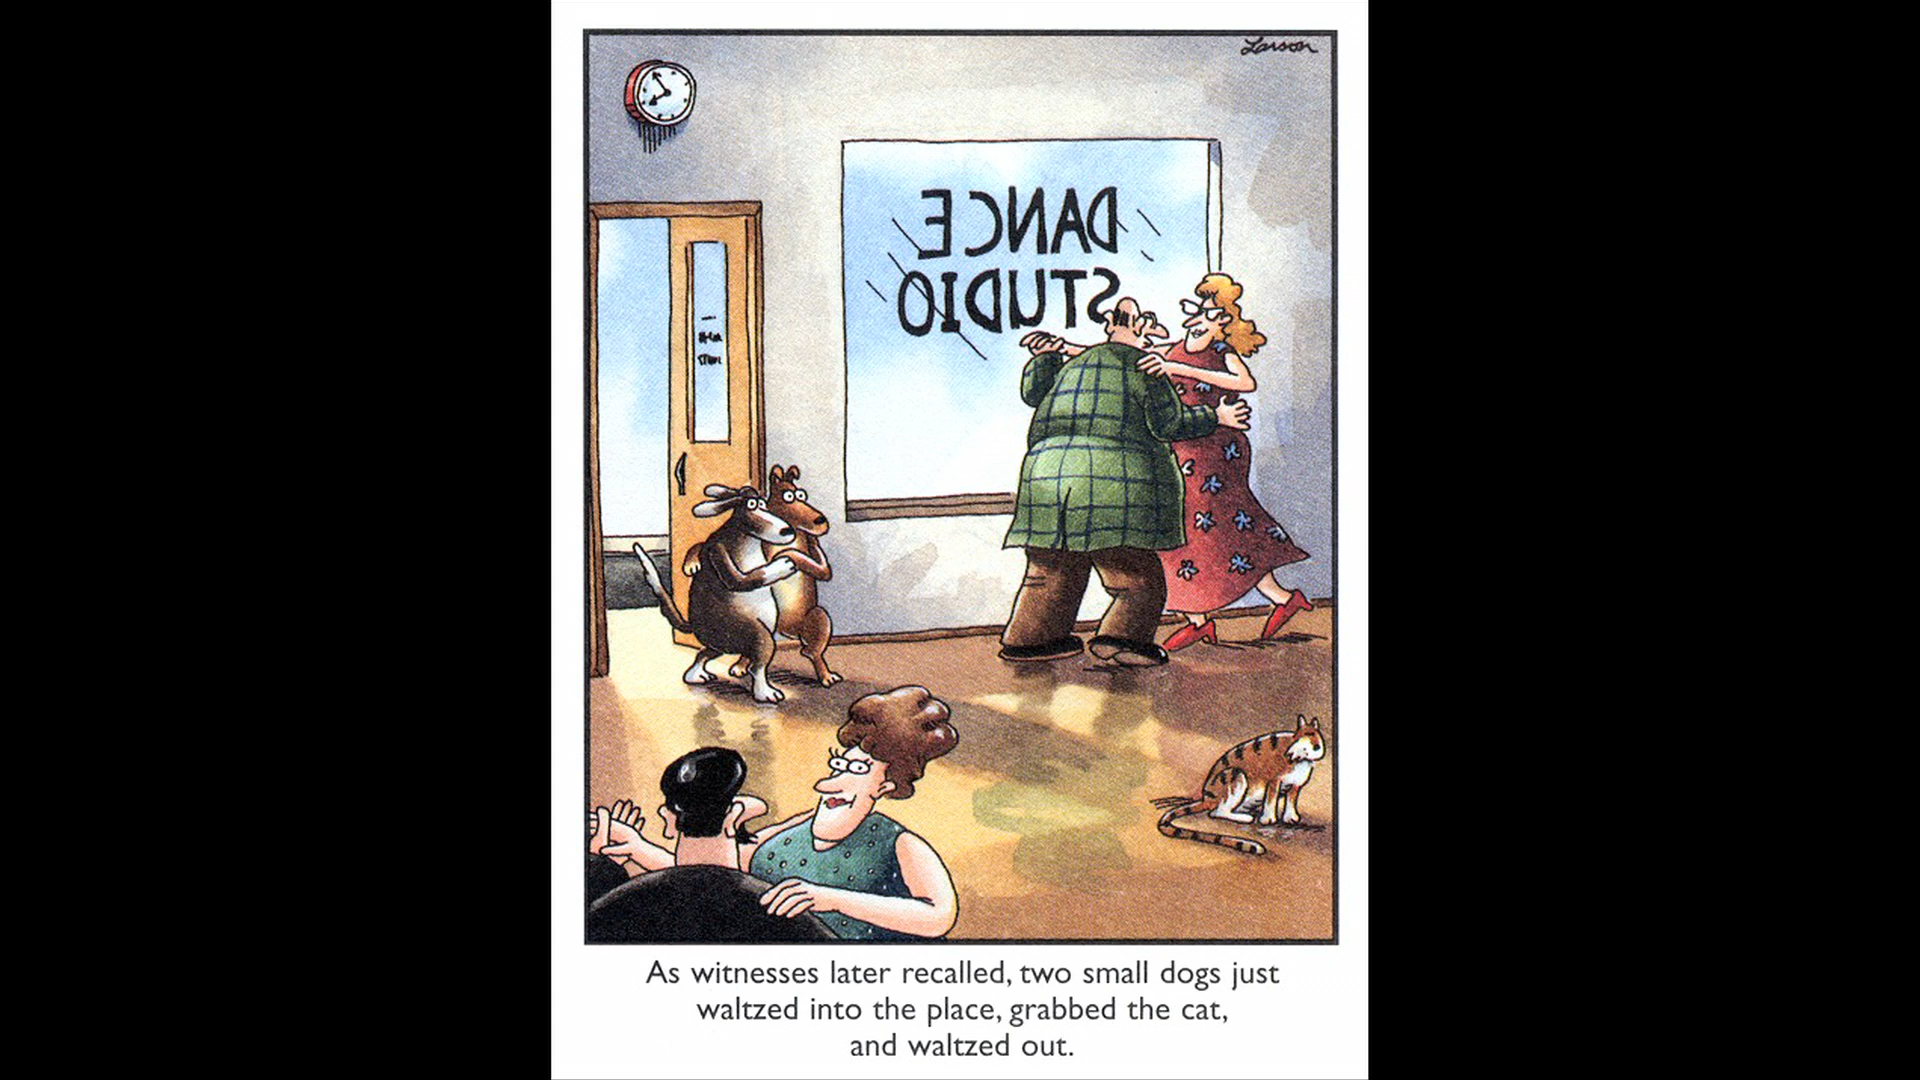 Larson
DANCE
STUDIO
As witnesses later recalled, two small dogs just
waltzed into the place, grabbed the cat,
and waltzed out.